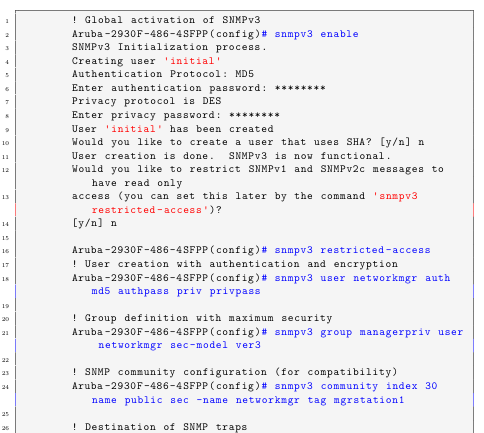 1 ! Global activation of SNMPv3
2 Aruba-2930F-486-4SFPP(config)# snmpv3 enable
3 SNMPv3 Initialization process.
4 Creating user 'initial'
5 Authentication Protocol: MD5
6 Enter authentication password: ********
7 Privacy protocol is DES
8 Enter privacy password: ********
9 User 'initial' has been created
10 Would you like to create a user that uses SHA? [y/n] n
11 User creation is done.  SNMPv3 is now functional.
12 Would you like to restrict SNMPv1 and SNMPv2c messages to
have read only
13 access (you can set this later by the command 'snmpv3
restricted-access')?
14 [y/n] n
15
16 Aruba-2930F-486-4SFPP(config)# snmpv3 restricted-access
17 ! User creation with authentication and encryption
18 Aruba-2930F-486-4SFPP(config)# snmpv3 user networkmgr auth
md5 authpass priv privpass
19
20 ! Group definition with maximum security
21 Aruba-2930F-486-4SFPP(config)# snmpv3 group managerpriv user
networkmgr sec-model ver3
22
23 ! SNMP community configuration (for compatibility)
24 Aruba-2930F-486-4SFPP(config)# snmpv3 community index 30
name public sec -name networkmgr tag mgrstation1
25
26 ! Destination of SNMP traps